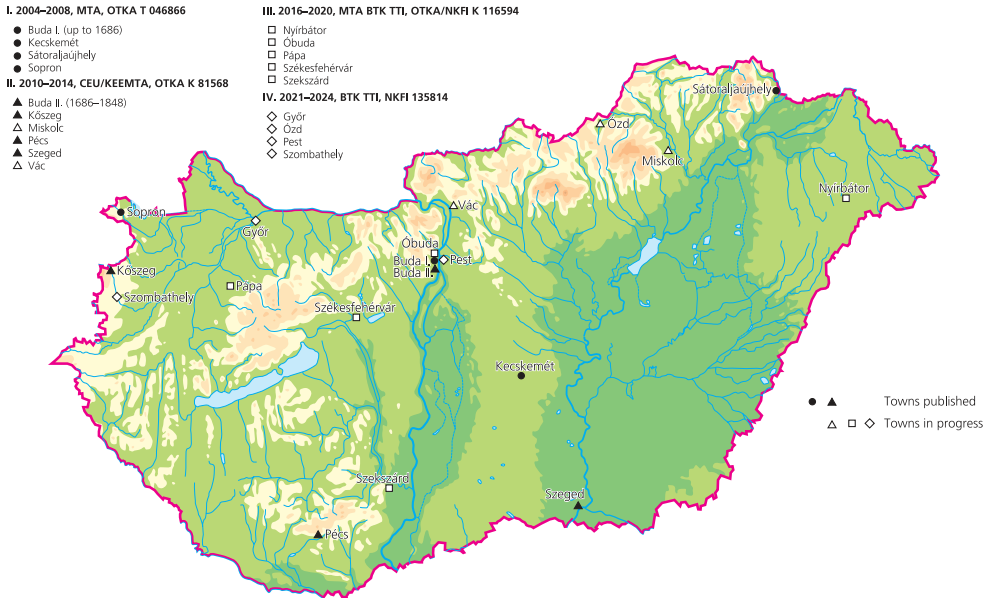 I. 2004–2008, MTA, OTKA T 046866
Buda I. (up to 1686)
Kecskemét
Sátoraljaújhely
Sopron
II. 2010–2014, CEU/KEEMTA, OTKA K 81568
Buda II. (1686–1848)
Kőszeg
Miskolc
Pécs
Szeged
Vác
III. 2016–2020, MTA BTK TTI, OTKA/NKFI K 116594
Nyírbátor
Óbuda
Pápa
Székesfehérvár
Szekszárd
IV. 2021–2024, BTK TTI, NKFI 135814
Győr
Ózd
Pest
Szombathely
Sátoraljaújhely
Ózd
Miskolc
Nyírbátor
Vác
Sopron
Győr
Óbuda
Buda I.
Pest
Buda II.
Kőszeg
Szombathely
Pápa
Székesfehérvár
Kecskemét
Towns published
Towns in progress
Szekszárd
Szeged
Pécs